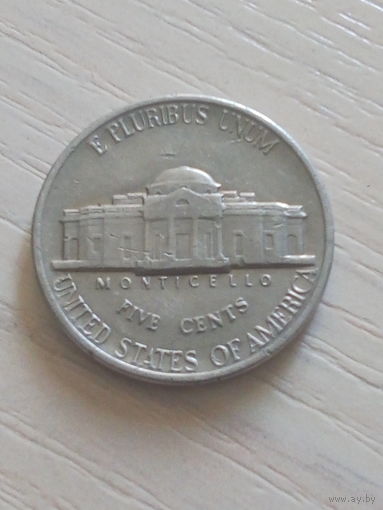 E PLURIBUS UNUM
MONTICELLO
FIVE CENTS
UNITED STATES OF AMERICA
www.ay.by